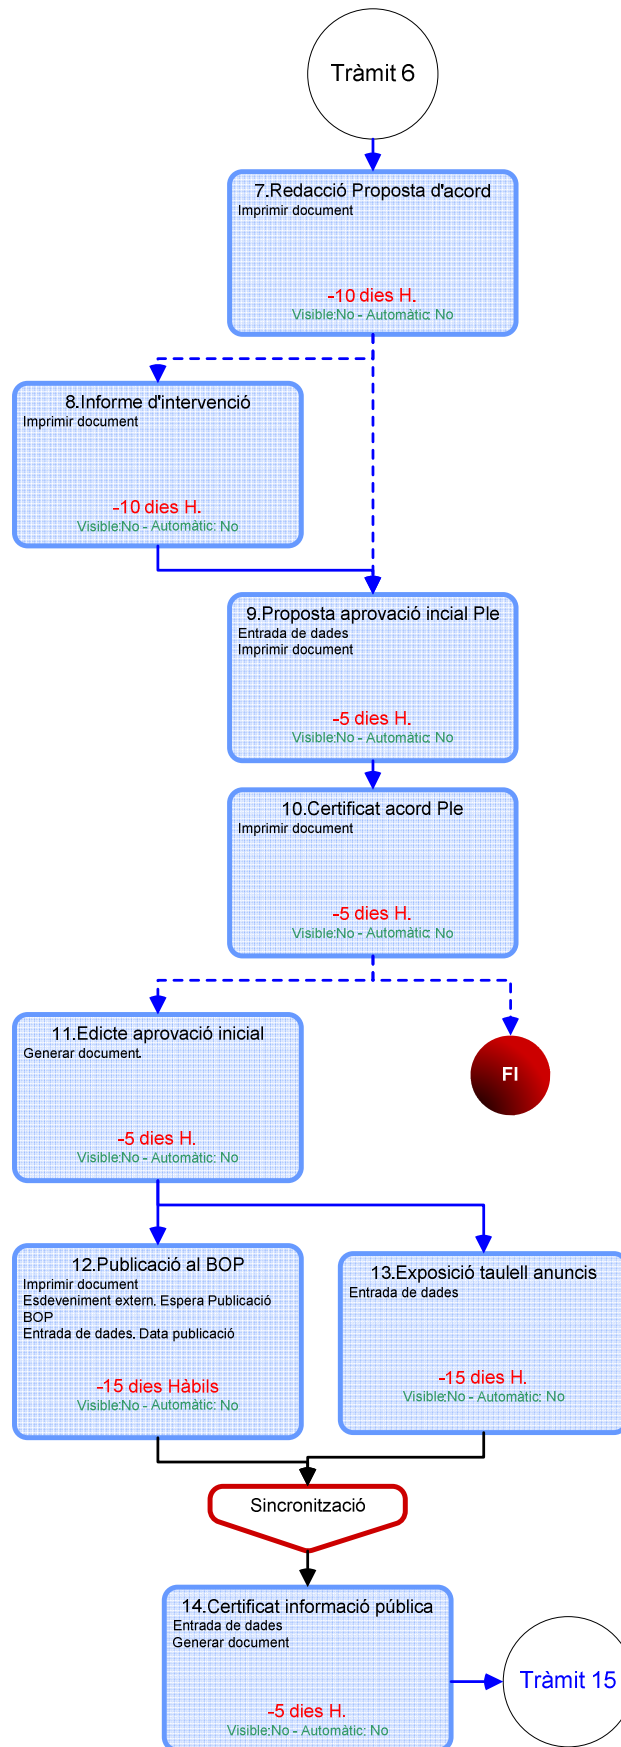 Tràmit 6
7.Redacció Proposta d'acord
Imprimir document
-10 dies H.
Visible:No - Automàtic: No
8.Informe d'intervenció
Imprimir document
-10 dies H.
Visible:No - Automàtic: No
9.Proposta aprovació incial Ple
Entrada de dades
Imprimir document
-5 dies H.
Visible:No - Automàtic: No
10.Certificat acord Ple
Imprimir document
-5 dies H.
Visible:No - Automàtic: No
11.Edicte aprovació inicial
Generar document.
-5 dies H.
Visible:No - Automàtic: No
FI
12.Publicació al BOP
Imprimir document
Esdeveniment extern. Espera Publicació
BOP
Entrada de dades. Data publicació
-15 dies Hàbils
Visible:No - Automàtic: No
13.Exposició taulell anuncis
Entrada de dades
-15 dies H.
Visible:No - Automàtic: No
Sincronització
14.Certificat informació pública
Entrada de dades
Generar document
-5 dies H.
Visible:No - Automàtic: No
Tràmit 15